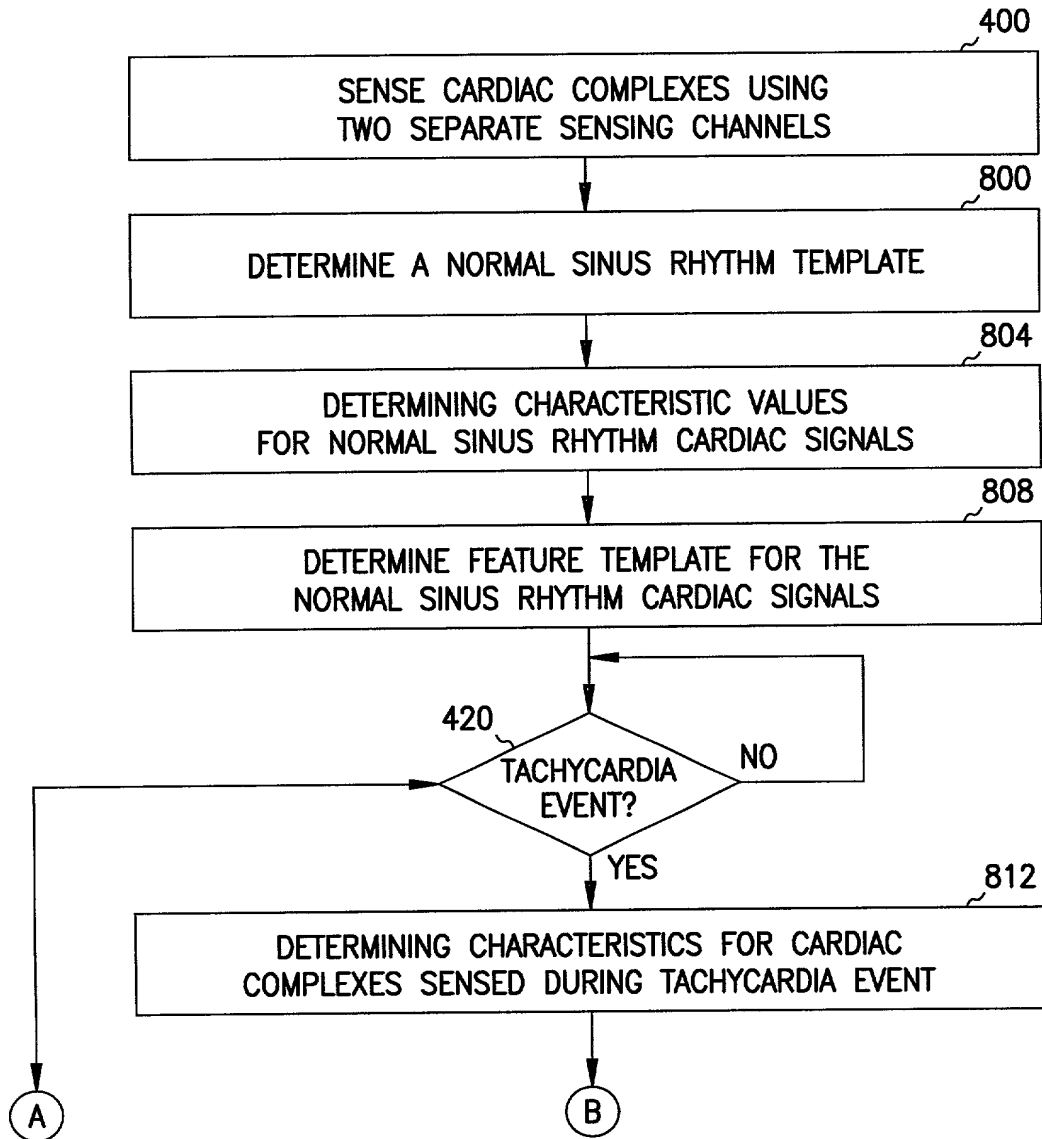 400
SENSE CARDIAC COMPLEXES USING
TWO SEPARATE SENSING CHANNELS
800
DETERMINE A NORMAL SINUS RHYTHM TEMPLATE
804
DETERMINING CHARACTERISTIC VALUES
FOR NORMAL SINUS RHYTHM CARDIAC SIGNALS
808
DETERMINE FEATURE TEMPLATE FOR THE
NORMAL SINUS RHYTHM CARDIAC SIGNALS
420
TACHYCARDIA
EVENT?
NO
YES
812
DETERMINING CHARACTERISTICS FOR CARDIAC
COMPLEXES SENSED DURING TACHYCARDIA EVENT
A
B